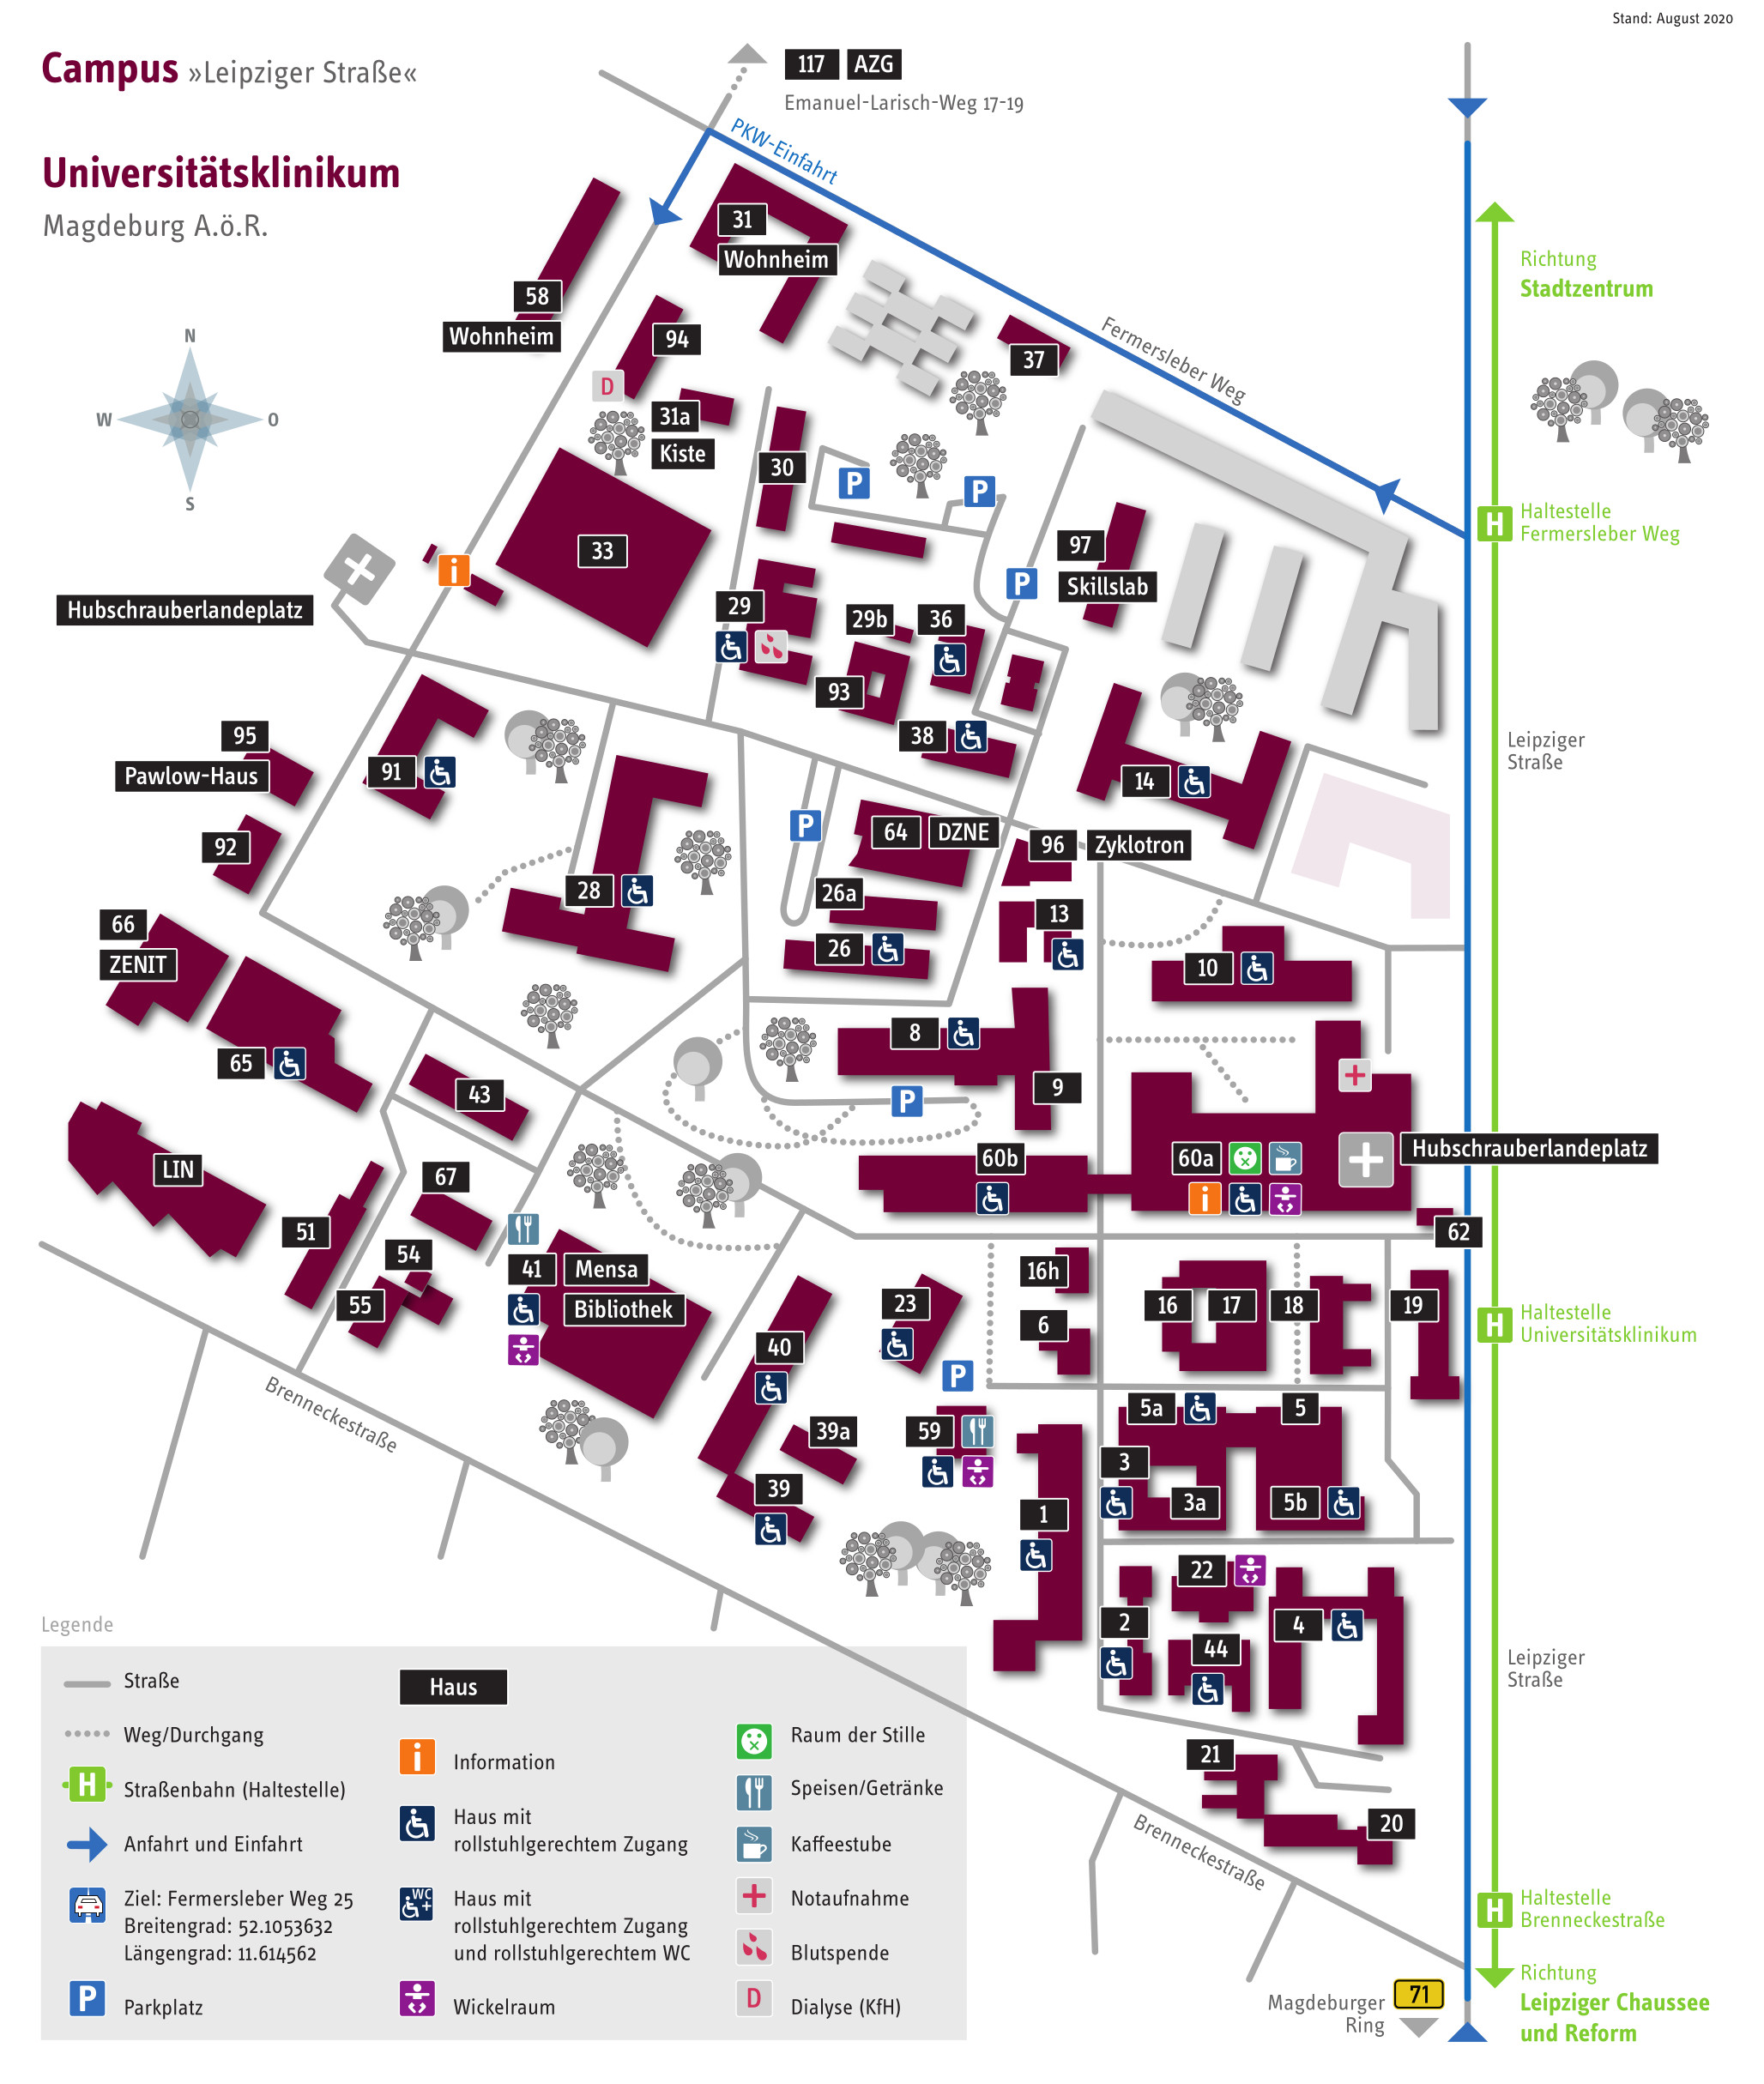 Stand: August 2020
Campus »Leipziger Straße«
Universitätsklinikum
Magdeburg A.ö.R.
117 AZG
Emanuel-Larisch-Weg 17-19
PKW-Einfahrt
31
Wohnheim
58
Wohnheim
94
D
31a
Kiste
37
Fermersleber Weg
Richtung
Stadtzentrum
N
W
O
S
30
P
P
H
Haltestelle
Fermersleber Weg
33
i
97
Skillslab
P
Hubschrauberlandeplatz
29
29b
36
93
38
95
Pawlow-Haus
91
14
Leipziger
Straße
92
P
64 DZNE
96 Zyklotron
28
26a
13
66
ZENIT
26
10
65
43
8
9
P
LIN
67
60b
60a
i
Hubschrauberlandeplatz
51
54
55
62
41 Mensa
Bibliothek
16h
23
6
16
17
18
19
H
Haltestelle
Universitätsklinikum
40
P
Brenneckestraße
39a
59
5a
5
3
39
1
3a
5b
22
2
4
44
Leipziger
Straße
21
20
Brenneckestraße
H
Haltestelle
Brenneckestraße
Richtung
Leipziger Chaussee
und Reform
Magdeburger
Ring
71
Legende
Straße
Weg/Durchgang
H
Straßenbahn (Haltestelle)
Anfahrt und Einfahrt
Ziel: Fermersleber Weg 25
Breitengrad: 52.1053632
Längengrad: 11.614562
P
Parkplatz
Haus
i
Information
Haus mit
rollstuhlgerechtem Zugang
WC
Haus mit
rollstuhlgerechtem Zugang
und rollstuhlgerechtem WC
Wickelraum
Raum der Stille
Speisen/Getränke
Kaffeestube
Notaufnahme
Blutspende
D
Dialyse (KfH)